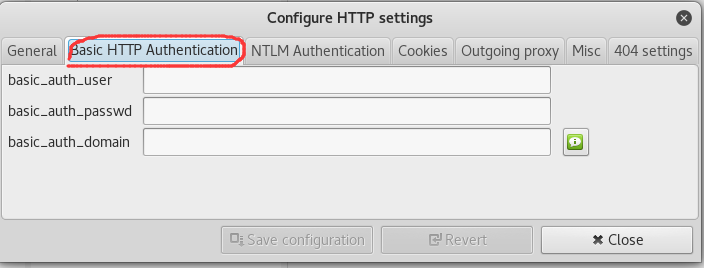 Configure HTTP settings
General Basic HTTP Authentication NTLM Authentication Cookies Outgoing proxy Misc 404 settings
basic_auth_user
basic_auth_passwd
basic_auth_domain
Save configuration Revert Close